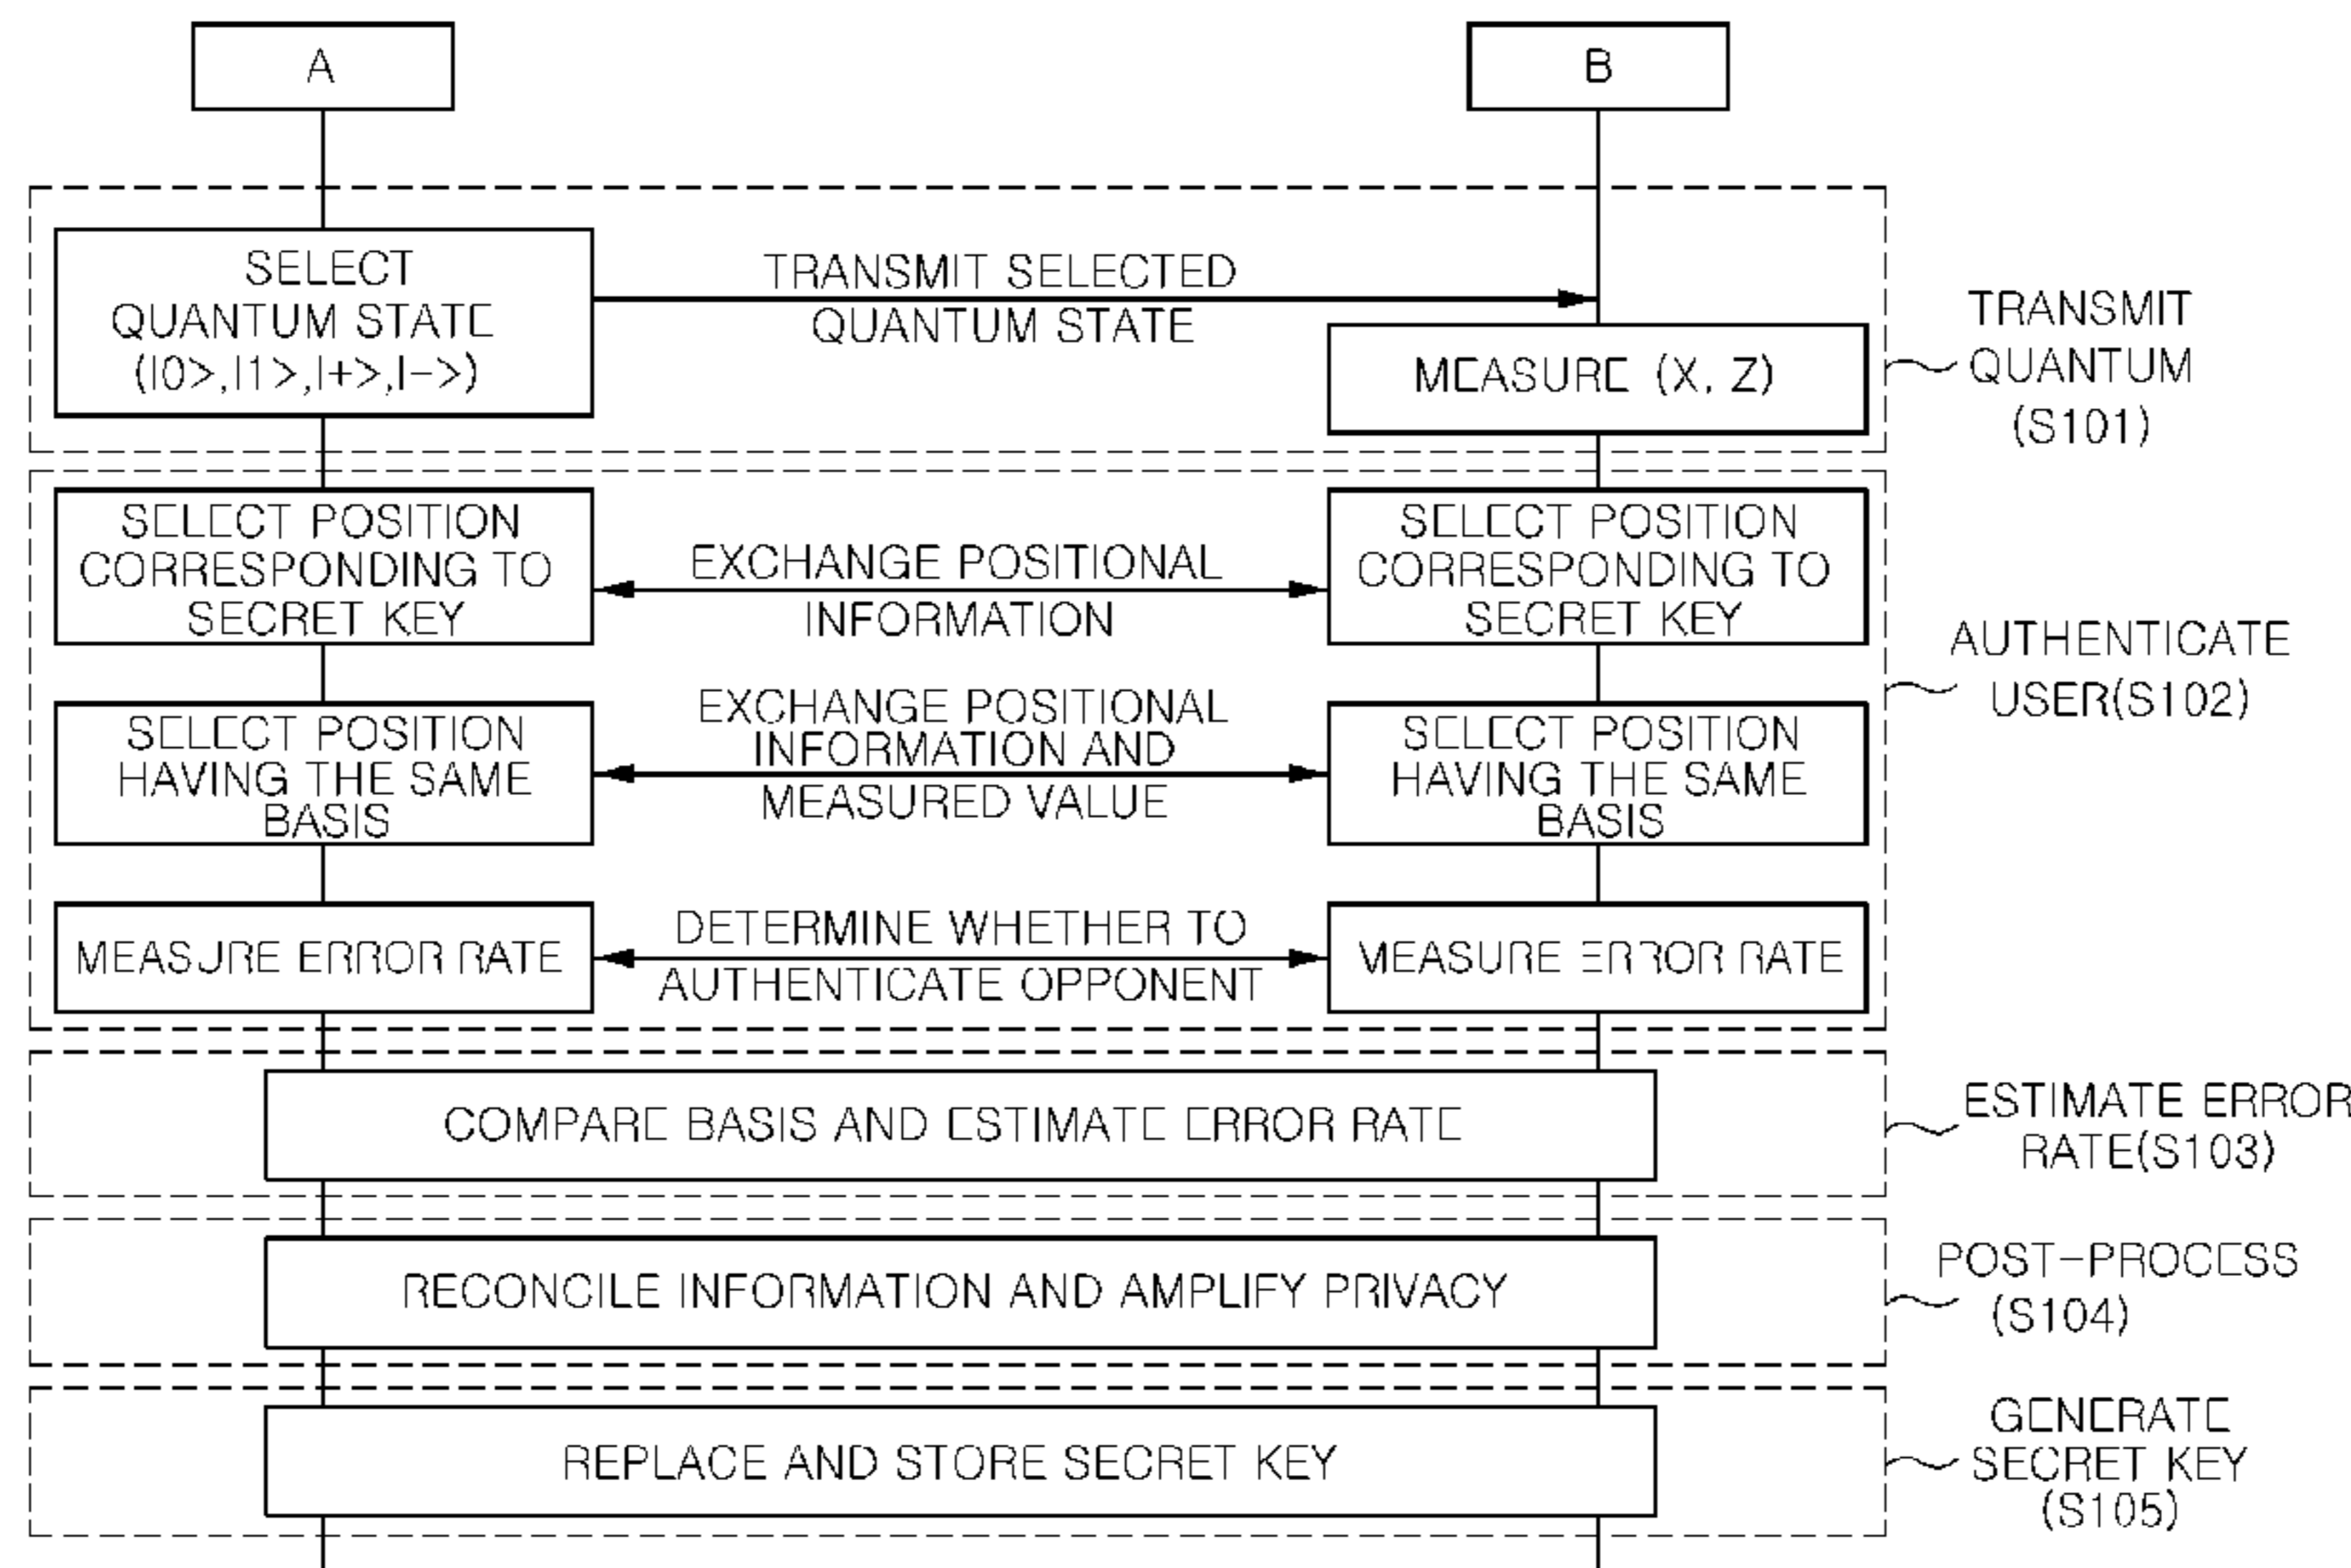 A
B
SELECT
QUANTUM STATE
(|0>,|1>,|+>,|->)
TRANSMIT SELECTED
QUANTUM STATE
MEASURE (X, Z)
TRANSMIT
QUANTUM
(S101)
SELECT POSITION
CORRESPONDING TO
SECRET KEY
EXCHANGE POSITIONAL
INFORMATION
SELECT POSITION
CORRESPONDING TO
SECRET KEY
AUTHENTICATE
USER(S102)
SELECT POSITION
HAVING THE SAME
BASIS
EXCHANGE POSITIONAL
INFORMATION AND
MEASURED VALUE
SELECT POSITION
HAVING THE SAME
BASIS
MEASURE ERROR RATE
DETERMINE WHETHER TO
AUTHENTICATE OPPONENT
MEASURE ERROR RATE
COMPARE BASIS AND ESTIMATE ERROR RATE
ESTIMATE ERROR
RATE(S103)
RECONCILE INFORMATION AND AMPLIFY PRIVACY
POST-PROCESS
(S104)
REPLACE AND STORE SECRET KEY
GENERATE
SECRET KEY
(S105)